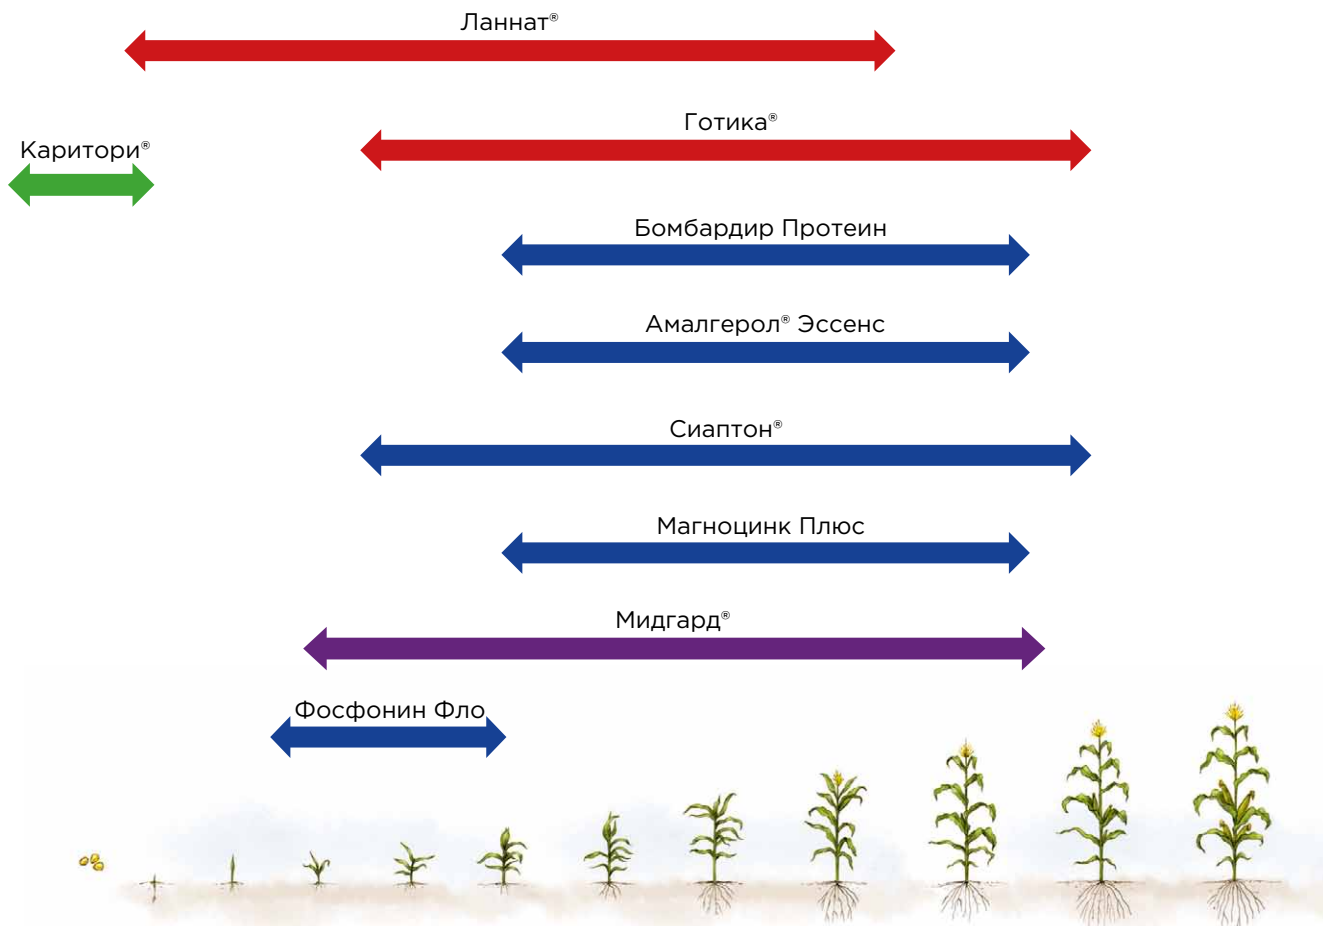 Ланнат®
Готика®
Каритори®
Бомбардир Протеин
Амалгерол® Эссенс
Сиаптон®
Магноцинк Плюс
Мидгард®
Фосфонин Фло